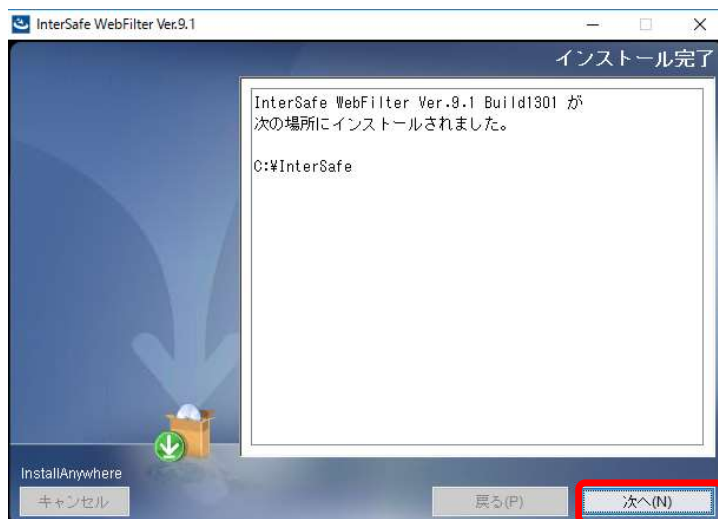 InterSafe WebFilter Ver.9.1
インストール完了
InterSafe WebFilter Ver.9.1 Build1301 が
次の場所にインストールされました。
C:¥InterSafe
InstallAnywhere
キャンセル
戻る(P)
次へ(N)